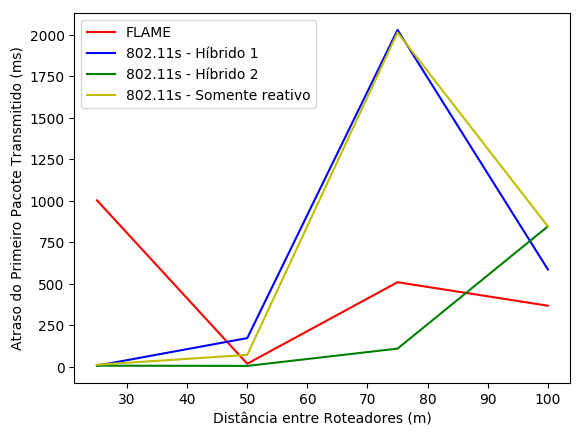 FLAME
802.11s - Híbrido 1
802.11s - Híbrido 2
802.11s - Somente reativo
Atraso do Primeiro Pacote Transmitido (ms)
2000
1750
1500
1250
1000
750
500
250
0
30 40 50 60 70 80 90 100
Distância entre Roteadores (m)